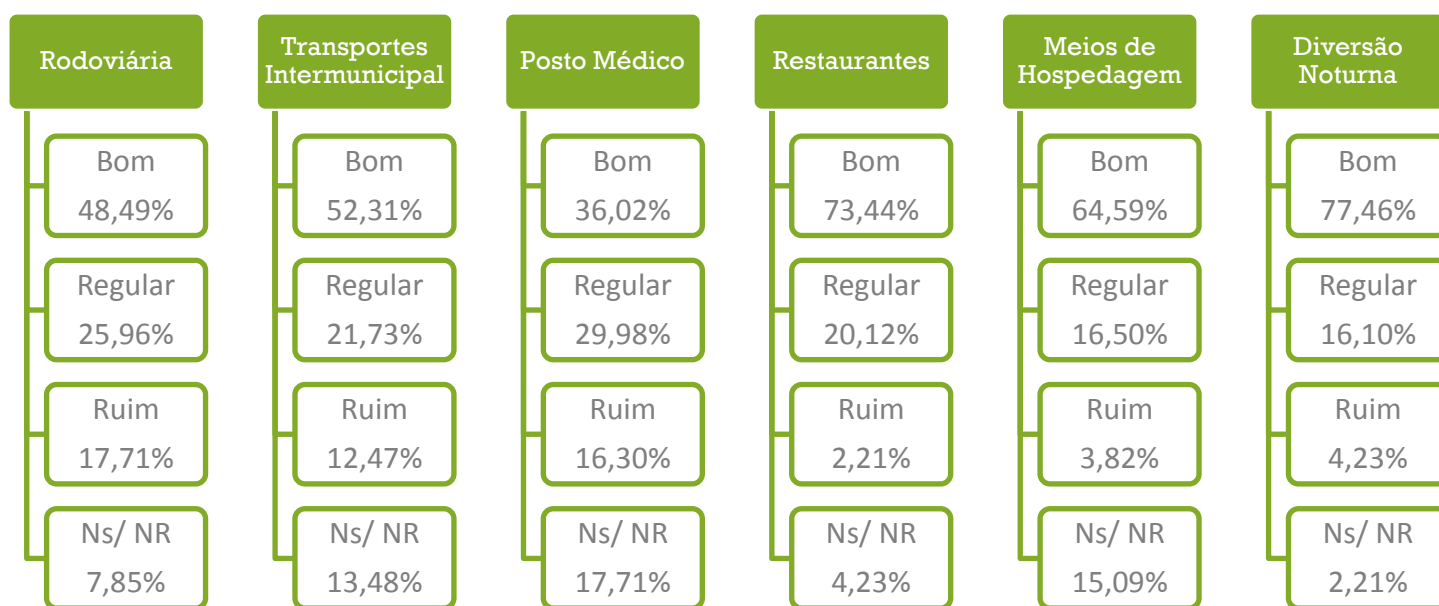 Rodoviária
Bom
48,49%
Regular
25,96%
Ruim
17,71%
Ns/ NR
7,85%
Transportes
Intermunicipal
Bom
52,31%
Regular
21,73%
Ruim
12,47%
Ns/ NR
13,48%
Posto Médico
Bom
36,02%
Regular
29,98%
Ruim
16,30%
Ns/ NR
17,71%
Restaurantes
Bom
73,44%
Regular
20,12%
Ruim
2,21%
Ns/ NR
4,23%
Meios de
Hospedagem
Bom
64,59%
Regular
16,50%
Ruim
3,82%
Ns/ NR
15,09%
Diversão
Noturna
Bom
77,46%
Regular
16,10%
Ruim
4,23%
Ns/ NR
2,21%